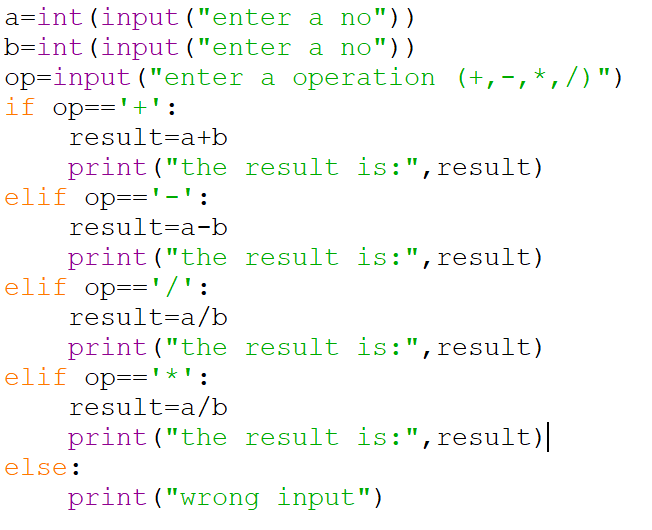 a=int(input("enter a no"))
b=int(input("enter a no"))
op=input("enter a operation (+,-,*,/)")
if op=='+':
    result=a+b
    print("the result is:",result)
elif op=='-':
    result=a-b
    print("the result is:",result)
elif op=='/':
    result=a/b
    print("the result is:",result)
elif op=='*':
    result=a/b
    print("the result is:",result)
else:
    print("wrong input")